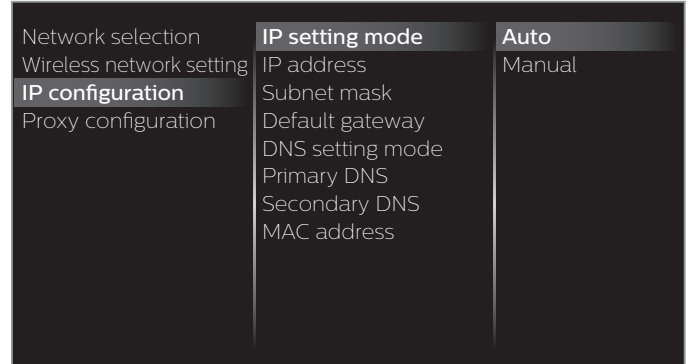 Network selection
Wireless network setting
IP configuration
Proxy configuration
IP setting mode
IP address
Subnet mask
Default gateway
DNS setting mode
Primary DNS
Secondary DNS
MAC address
Auto
Manual